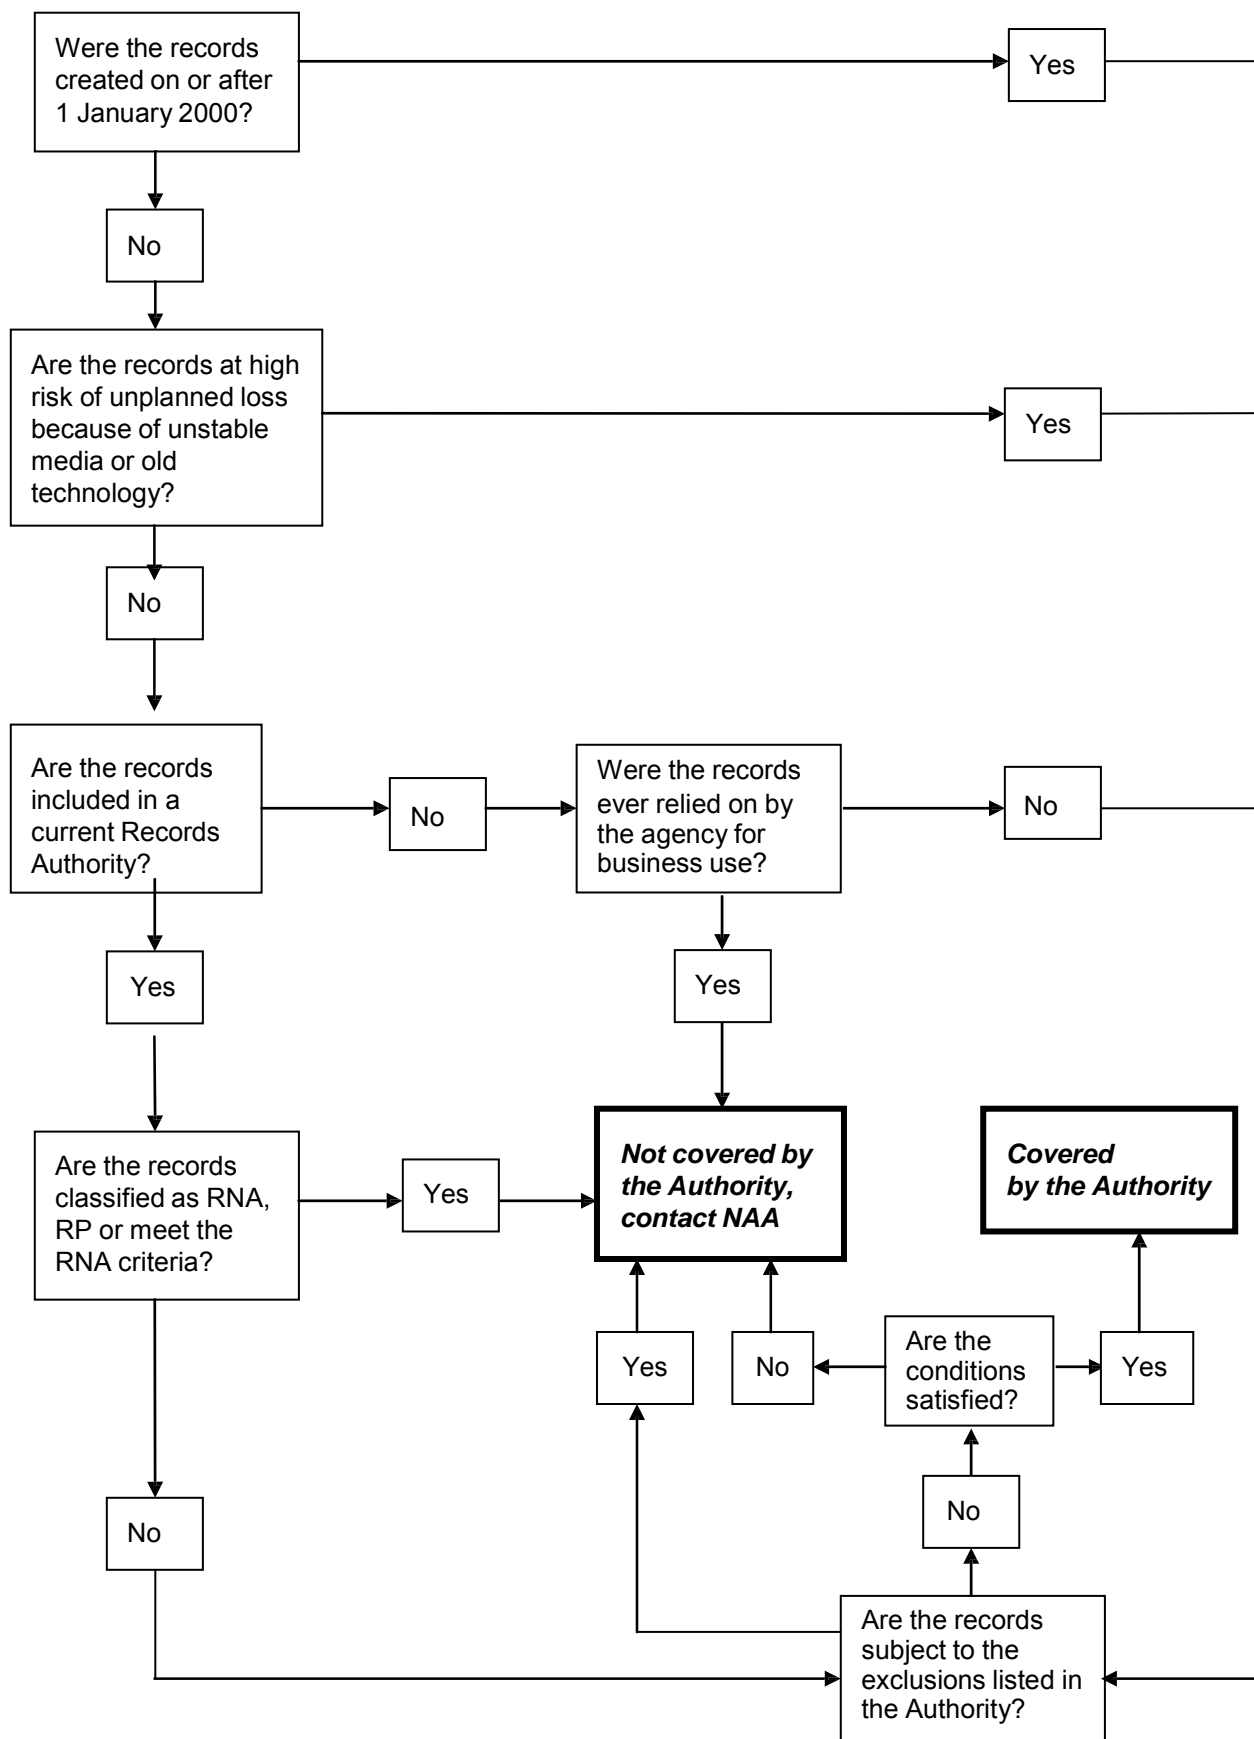 Were the records
created on or after
1 January 2000?
Yes
No
Are the records at high
risk of unplanned loss
because of unstable
media or old
technology?
Yes
No
Are the records
included in a
current Records
Authority?
No
Were the records
ever relied on by
the agency for
business use?
No
Yes
Yes
Are the records
classified as RNA,
RP or meet the
RNA criteria?
Yes
Not covered by
the Authority,
contact NAA
Covered
by the Authority
Yes
No
Are the
conditions
satisfied?
Yes
No
No
Are the records
subject to the
exclusions listed in
the Authority?